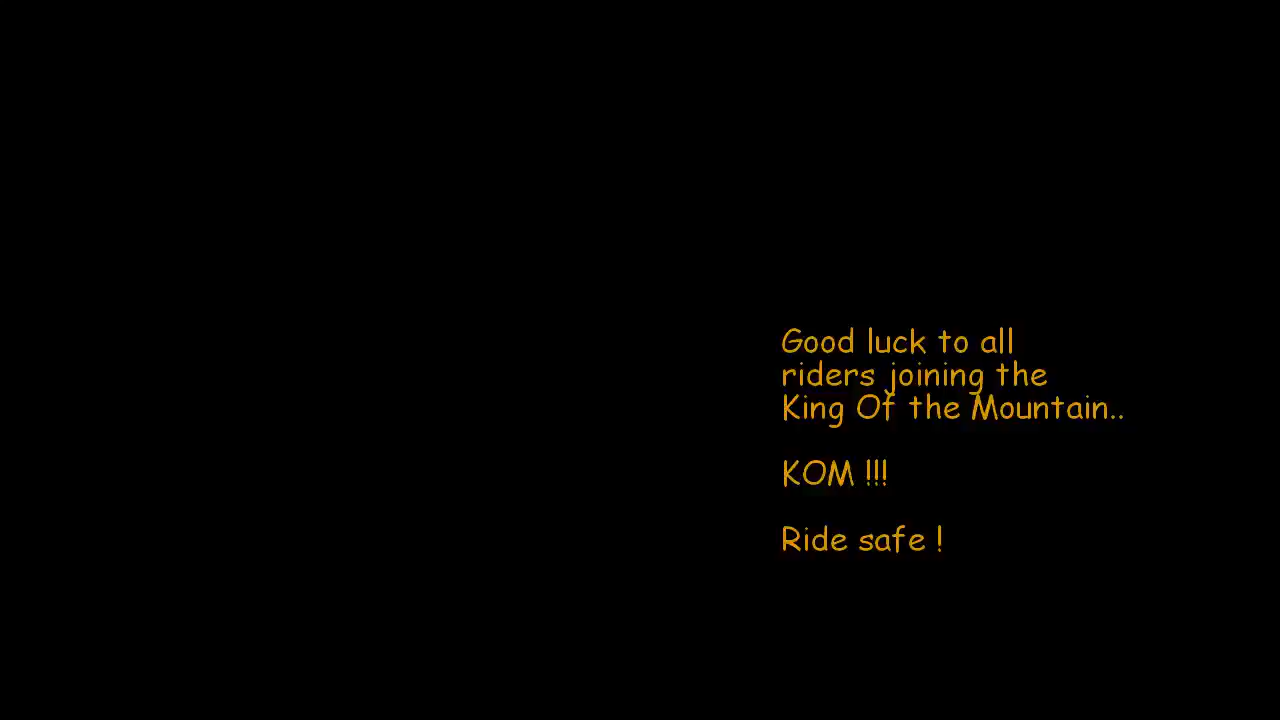 Good luck to all
riders joining the
King Of the Mountain..
KOM !!!
Ride safe !